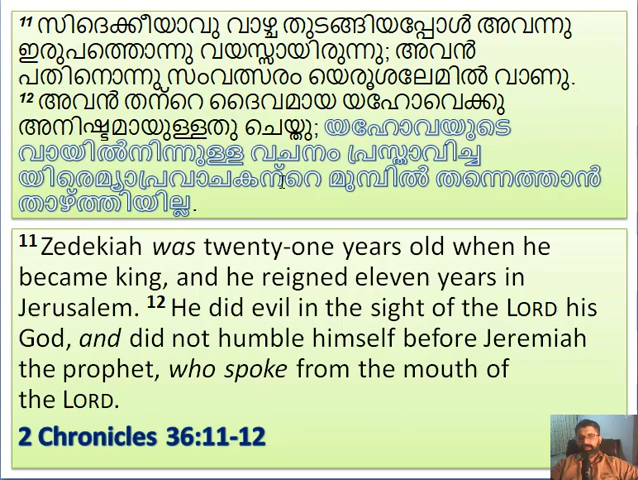 ¹¹ സിദെക്കീയാവു വാഴ്ച തുടങ്ങിയപ്പോൾ അവന്നു
ഇരുപത്തൊന്നു വയസ്സായിരുന്നു; അവൻ
പതിനൊന്നു സംവത്സരം യെരൂശലേമിൽ വാണു.
¹² അവൻ തന്റെ ദൈവമായ യഹോവെക്കു
അനിഷ്ടമായുള്ളതു ചെയ്തു; യഹോവയുടെ
വായിൽനിന്നുള്ള വചനം പ്രസ്താവിച്ച
യിരെമ്യാപ്രവാചകന്റെ മുമ്പിൽ തന്നെത്താൻ
താഴ്ത്തിയില്ല.
¹¹ Zedekiah was twenty-one years old when he
became king, and he reigned eleven years in
Jerusalem. ¹² He did evil in the sight of the LORD his
God, and did not humble himself before Jeremiah
the prophet, who spoke from the mouth of
the LORD.
2 Chronicles 36:11-12